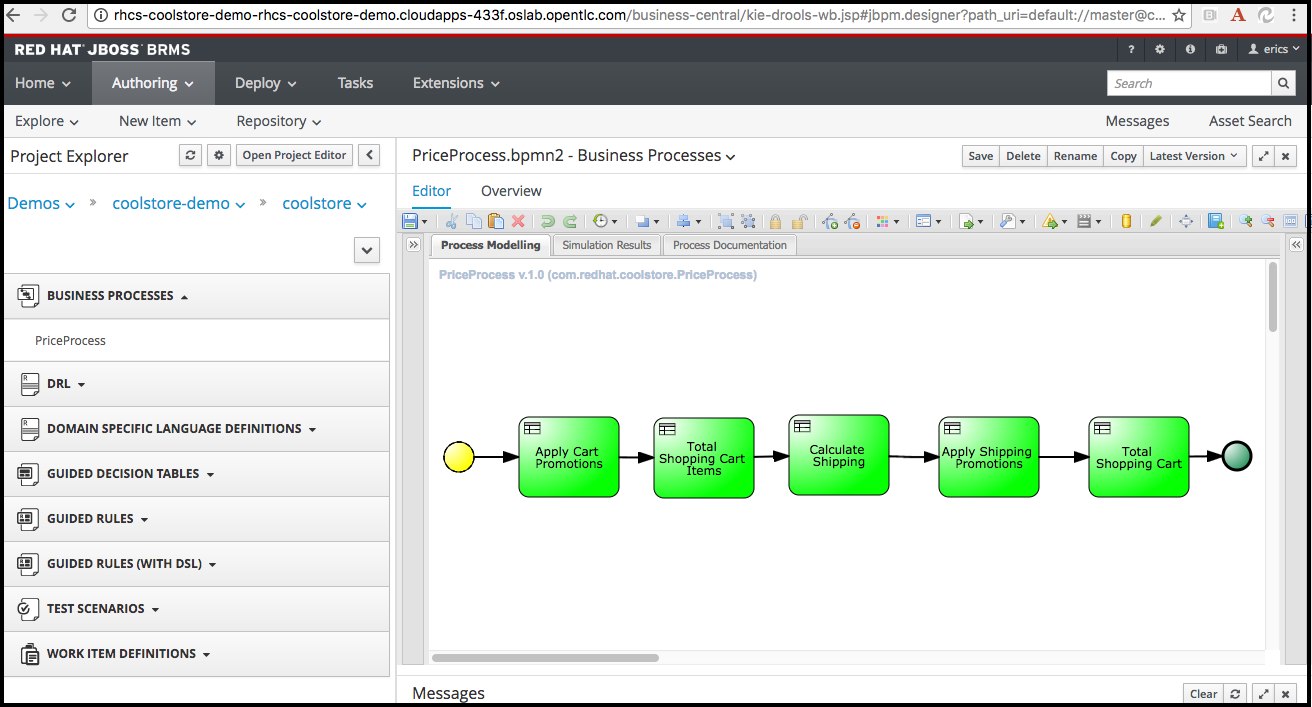 rhcs-coolstore-demo-rhcs-coolstore-demo.cloudapps-433f.oslab.opentlc.com/business-central/kie-drools-wb.jsp#jbpm.designer?path_uri=default://master@c...
RED HAT JBOSS BRMS
? erics
Home Authoring Deploy Tasks Extensions
Search
Explore New Item Repository
Messages Asset Search
Project Explorer
Open Project Editor
PriceProcess.bpmn2 - Business Processes
Save Delete Rename Copy Latest Version
Demos » coolstore-demo » coolstore
Editor Overview
Process Modelling Simulation Results Process Documentation
PriceProcess v.1.0 (com.redhat.coolstore.PriceProcess)
BUSINESS PROCESSES
PriceProcess
DRL
DOMAIN SPECIFIC LANGUAGE DEFINITIONS
GUIDED DECISION TABLES
GUIDED RULES
GUIDED RULES (WITH DSL)
TEST SCENARIOS
WORK ITEM DEFINITIONS
Apply Cart
Promotions
Total
Shopping Cart
Items
Calculate
Shipping
Apply Shipping
Promotions
Total
Shopping Cart
Messages
Clear